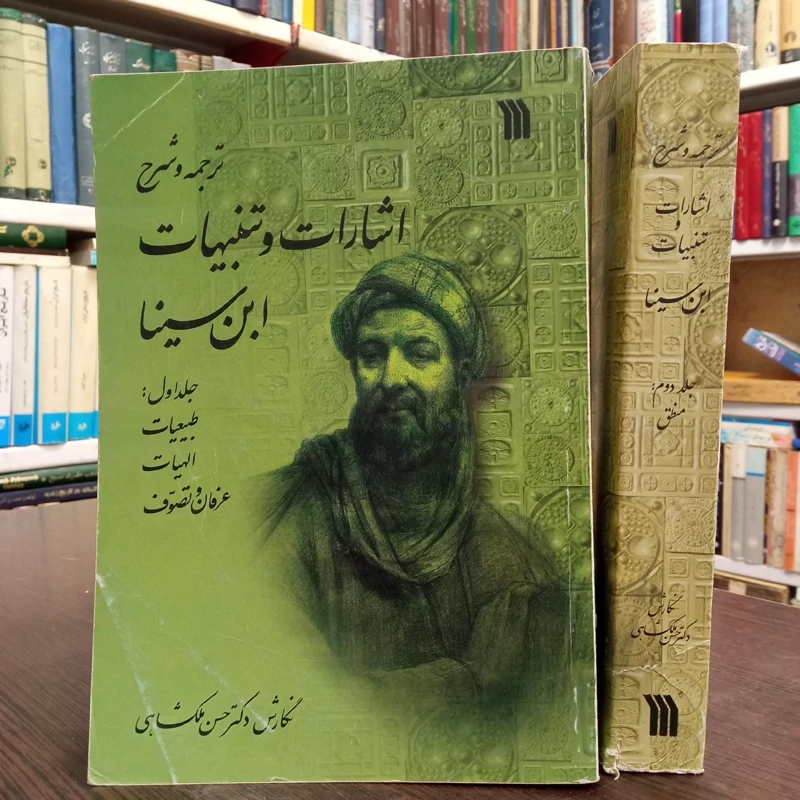 ترجمه و شرح
اشارات و تنبیهات
ابن سینا
جلد اول:
طبیعیات
الهیات
عرفان و تصوّف
نگارش دکتر حسن ملکشاهی
ترجمه و شرح
اشارات
و
تنبیهات
ابن سینا
جلد دوم:
منطق
نگارش
دکتر حسن ملکشاهی